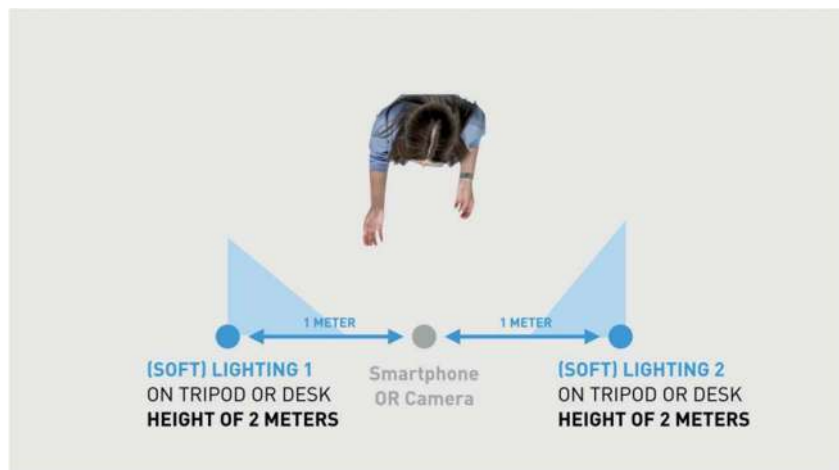 1 METER
1 METER
(SOFT) LIGHTING 1
ON TRIPOD OR DESK
HEIGHT OF 2 METERS
Smartphone
OR Camera
(SOFT) LIGHTING 2
ON TRIPOD OR DESK
HEIGHT OF 2 METERS